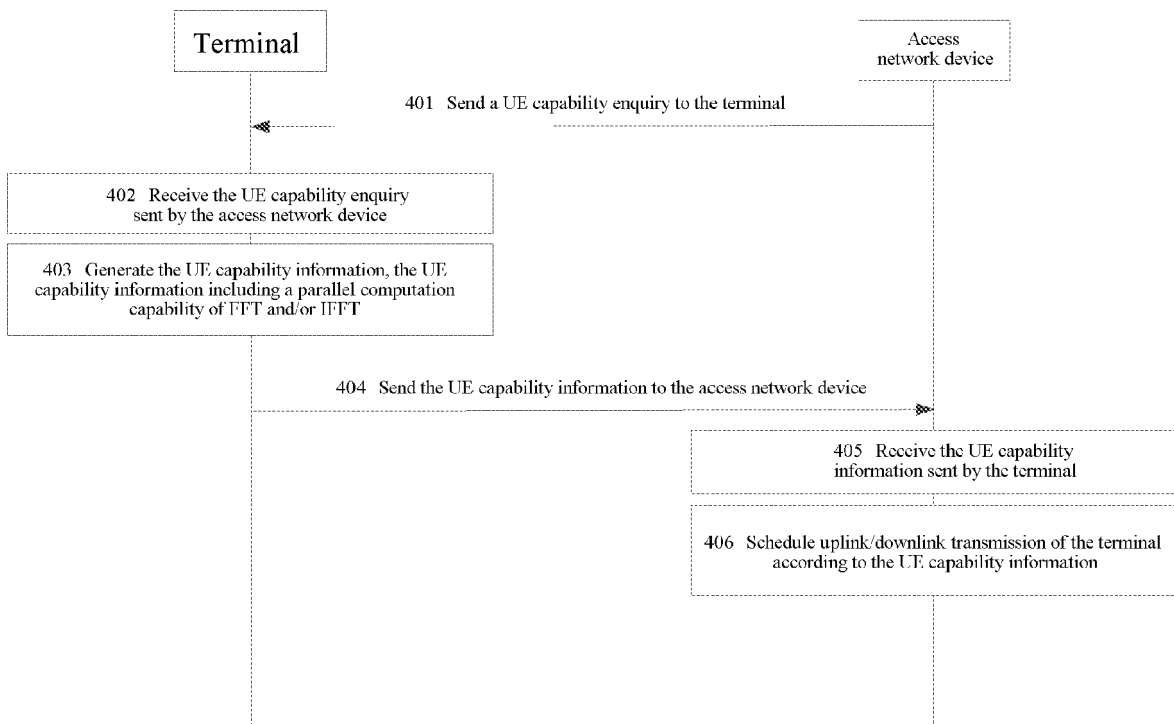 Terminal
Access
network device
401 Send a UE capability enquiry to the terminal
402 Receive the UE capability enquiry
sent by the access network device
403 Generate the UE capability information, the UE
capability information including a parallel computation
capability of FFT and/or IFFT
404 Send the UE capability information to the access network device
405 Receive the UE capability
information sent by the terminal
406 Schedule uplink/downlink transmission of the terminal
according to the UE capability information